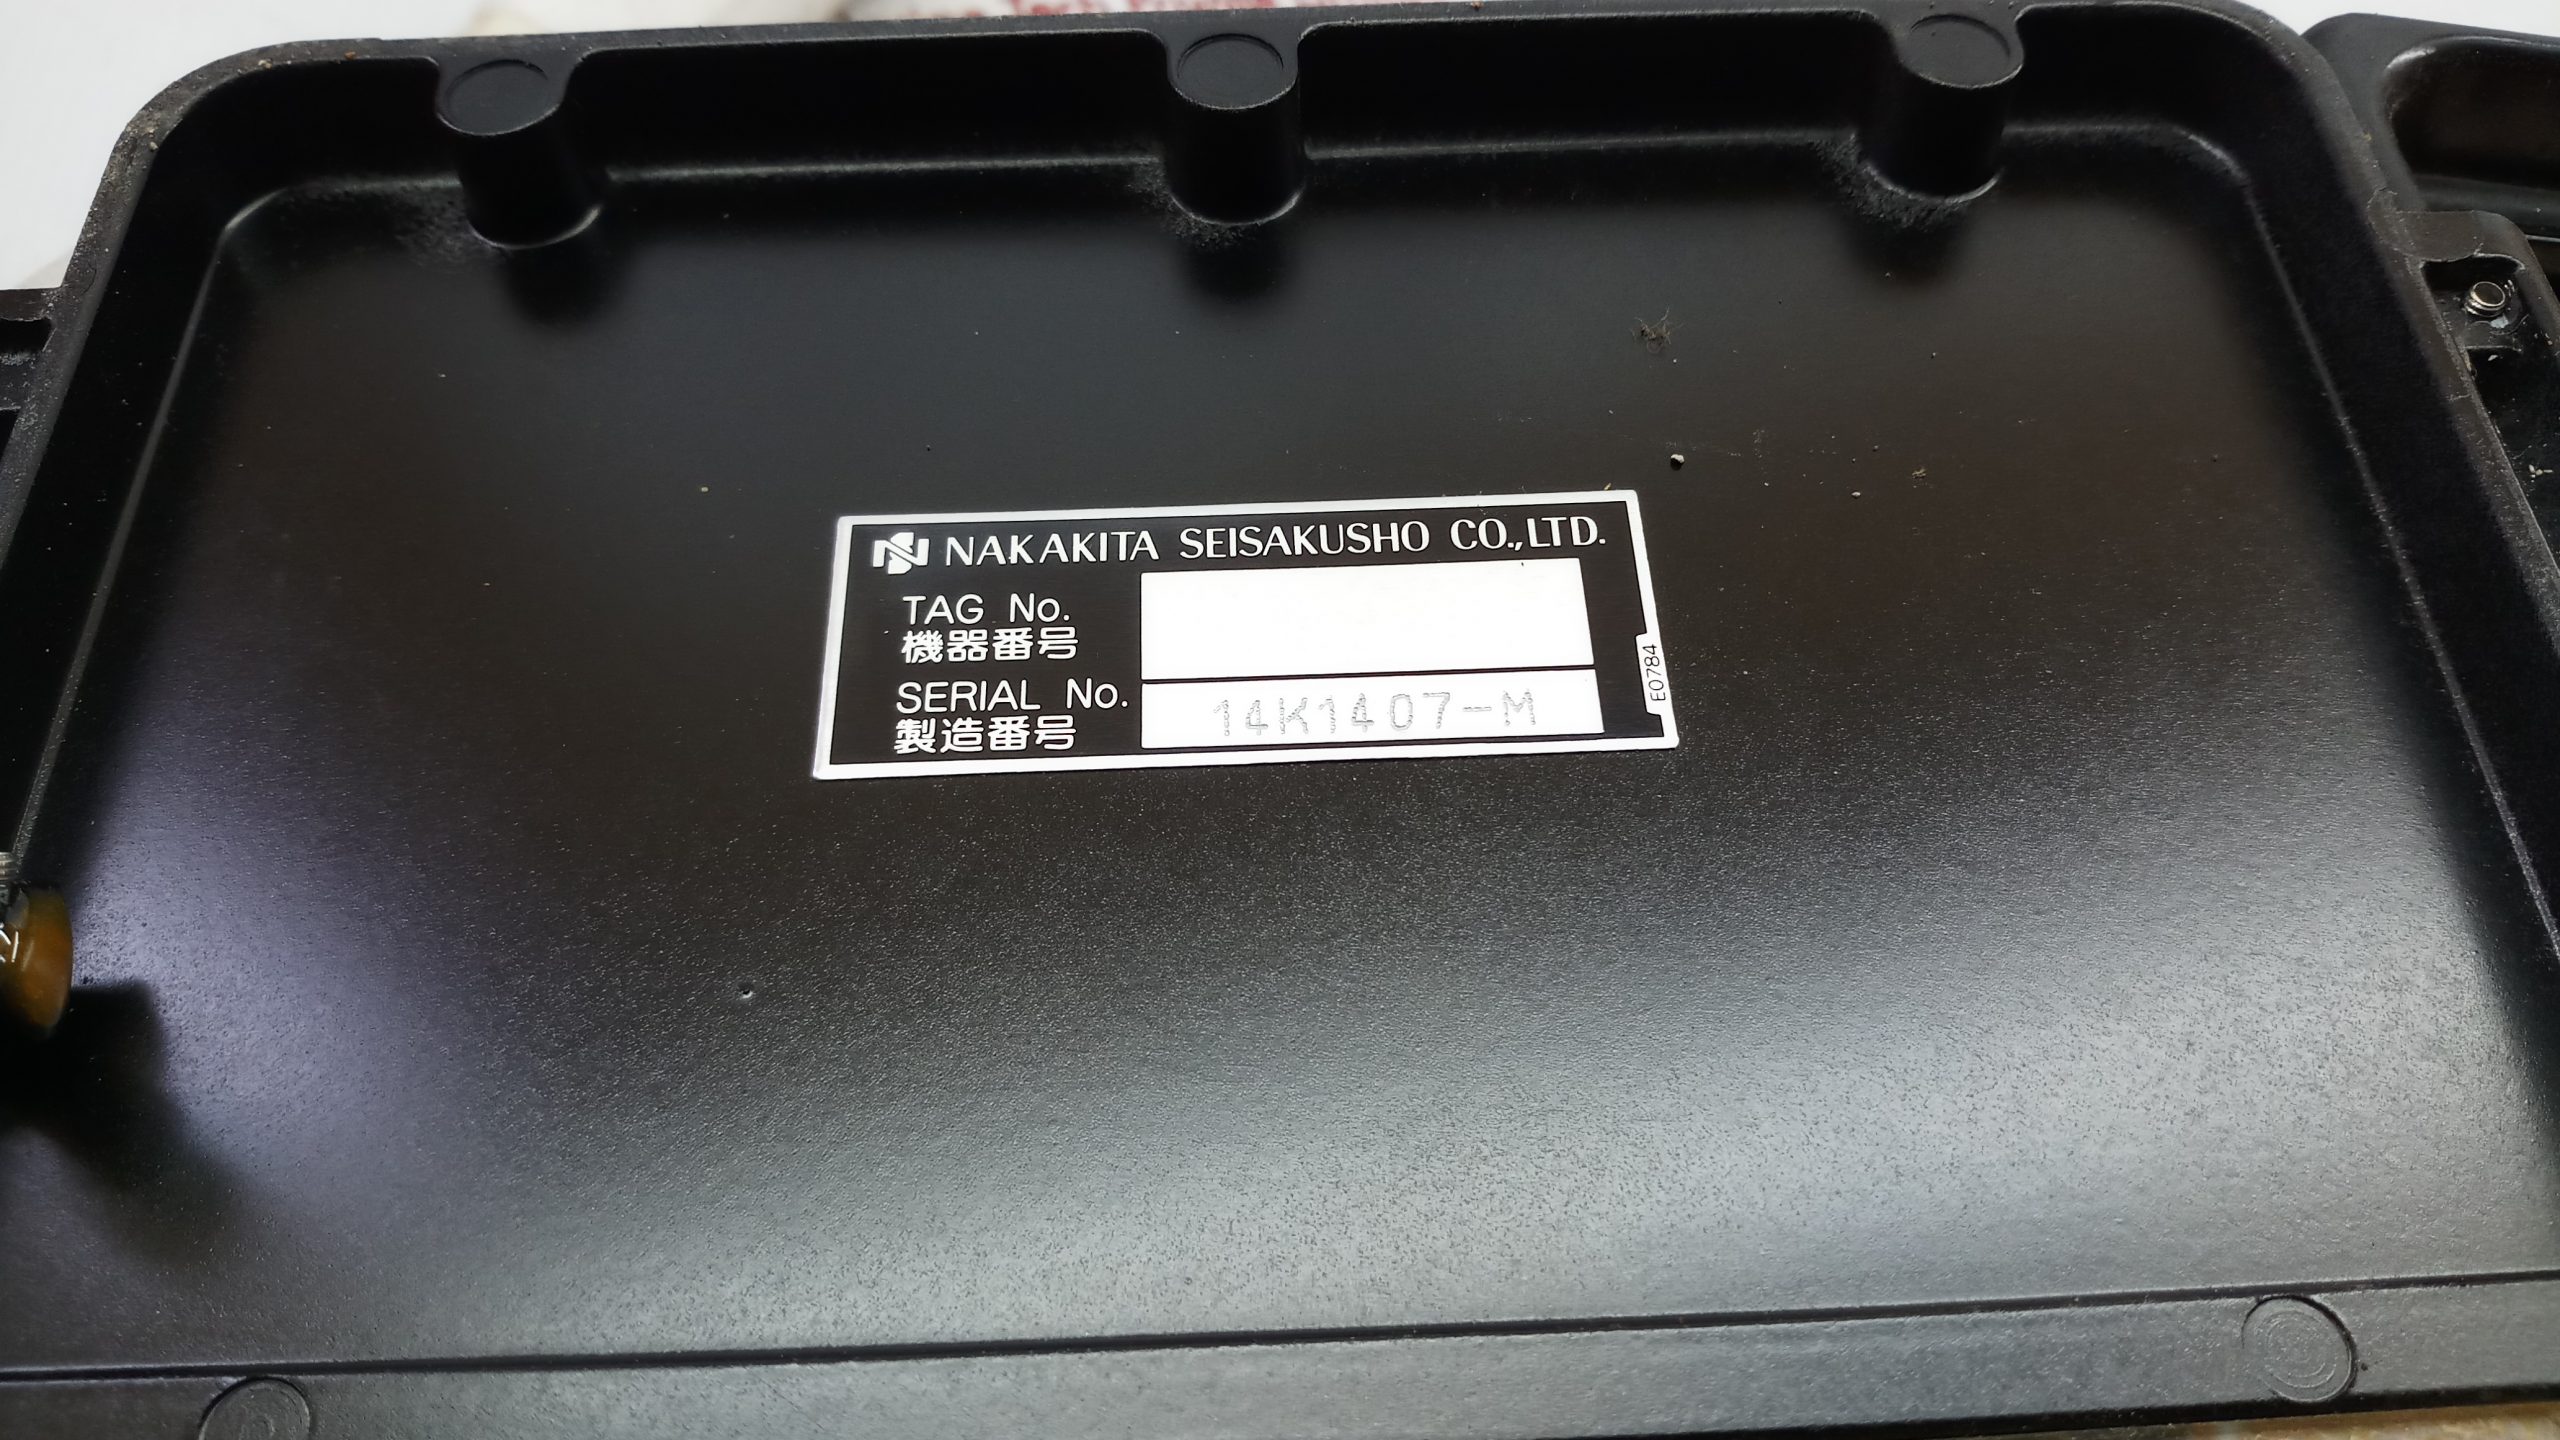 NAKAKITA SEISAKUSHO CO.,LTD.
TAG No.
機器番号
SERIAL No. 14K1407-M
製造番号
E0784